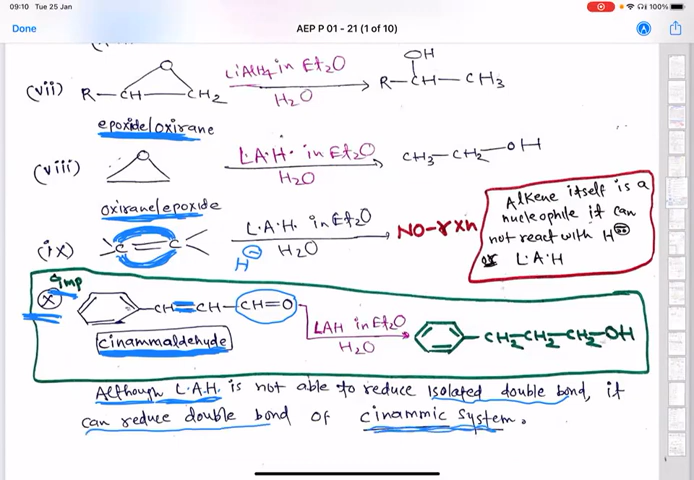 09:10 Tue 25 Jan
100%
Done
AEP P 01 - 21 (1 of 10)
(vii) R-CH-CH2 O LiAlH4 in Et2O H2O R-CH-CH3 OH
epoxide/oxirane
(viii) O L.A.H. in Et2O H2O CH3-CH2-OH
oxirane/epoxide
(ix) C=C L.A.H. in Et2O H2O H⊖ NO-rxn
Alkene itself is a
nucleophile it can
not react with H⊖
or L.A.H
Imp
(x) CH=CH-CH=O LAH in Et2O H2O CH2-CH2-CH2-OH
cinammaldehyde
Although L.A.H. is not able to reduce isolated double bond, it
can reduce double bond of cinammic system.